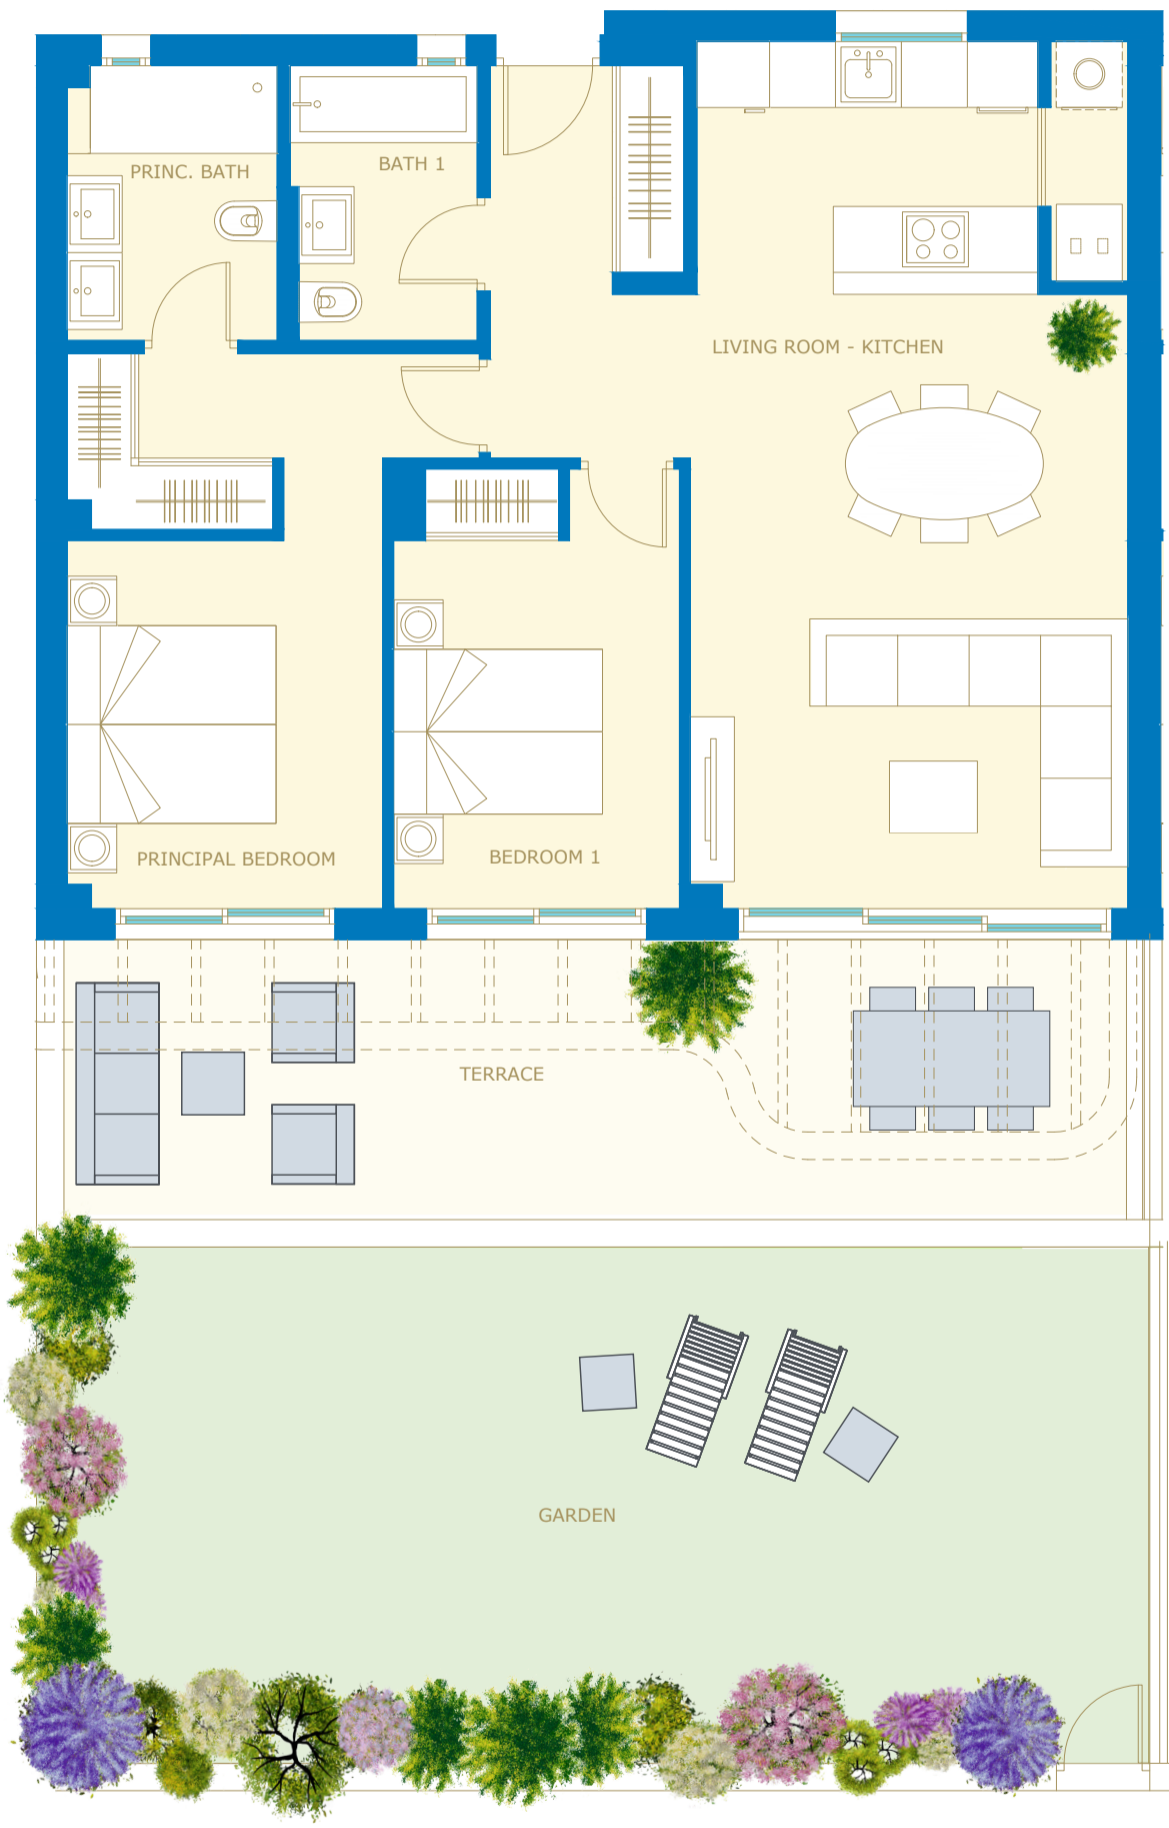 PRINC. BATH
BATH 1
LIVING ROOM - KITCHEN
PRINCIPAL BEDROOM
BEDROOM 1
TERRACE
GARDEN